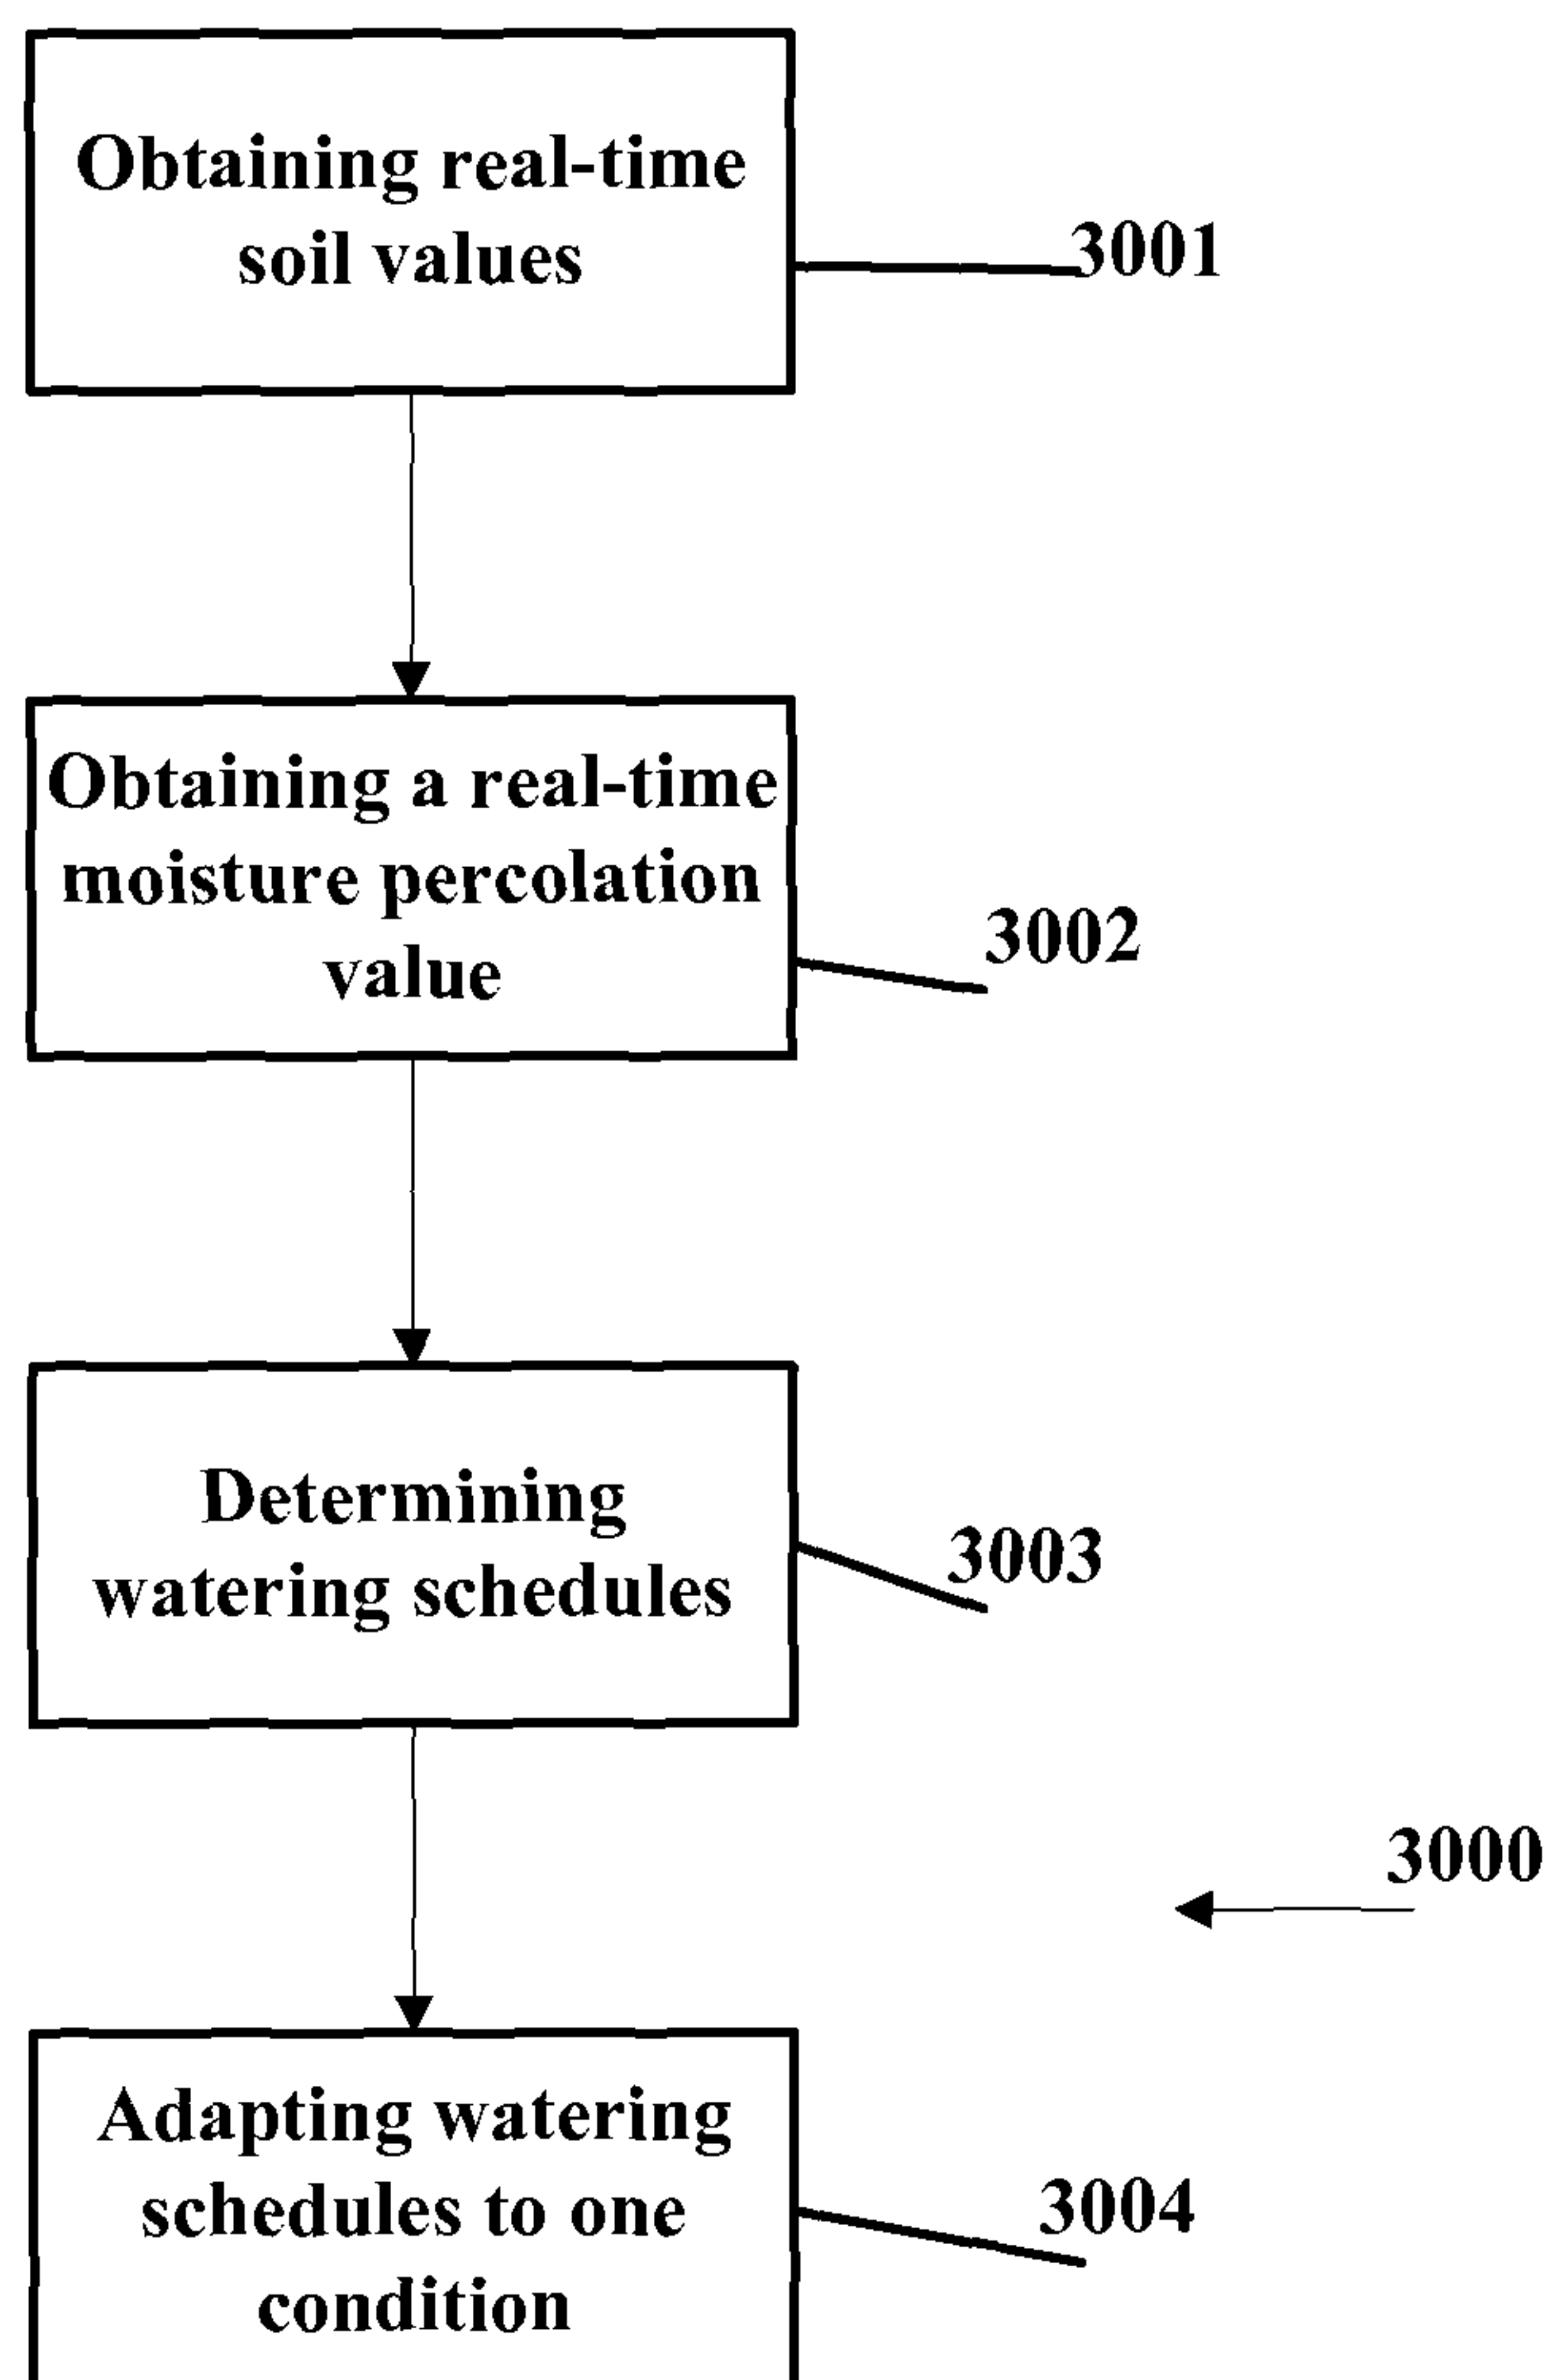 Obtaining real-time
soil values
3001
Obtaining a real-time
moisture percolation
value
3002
Determining
watering schedules
3003
3000
Adapting watering
schedules to one
condition
3004